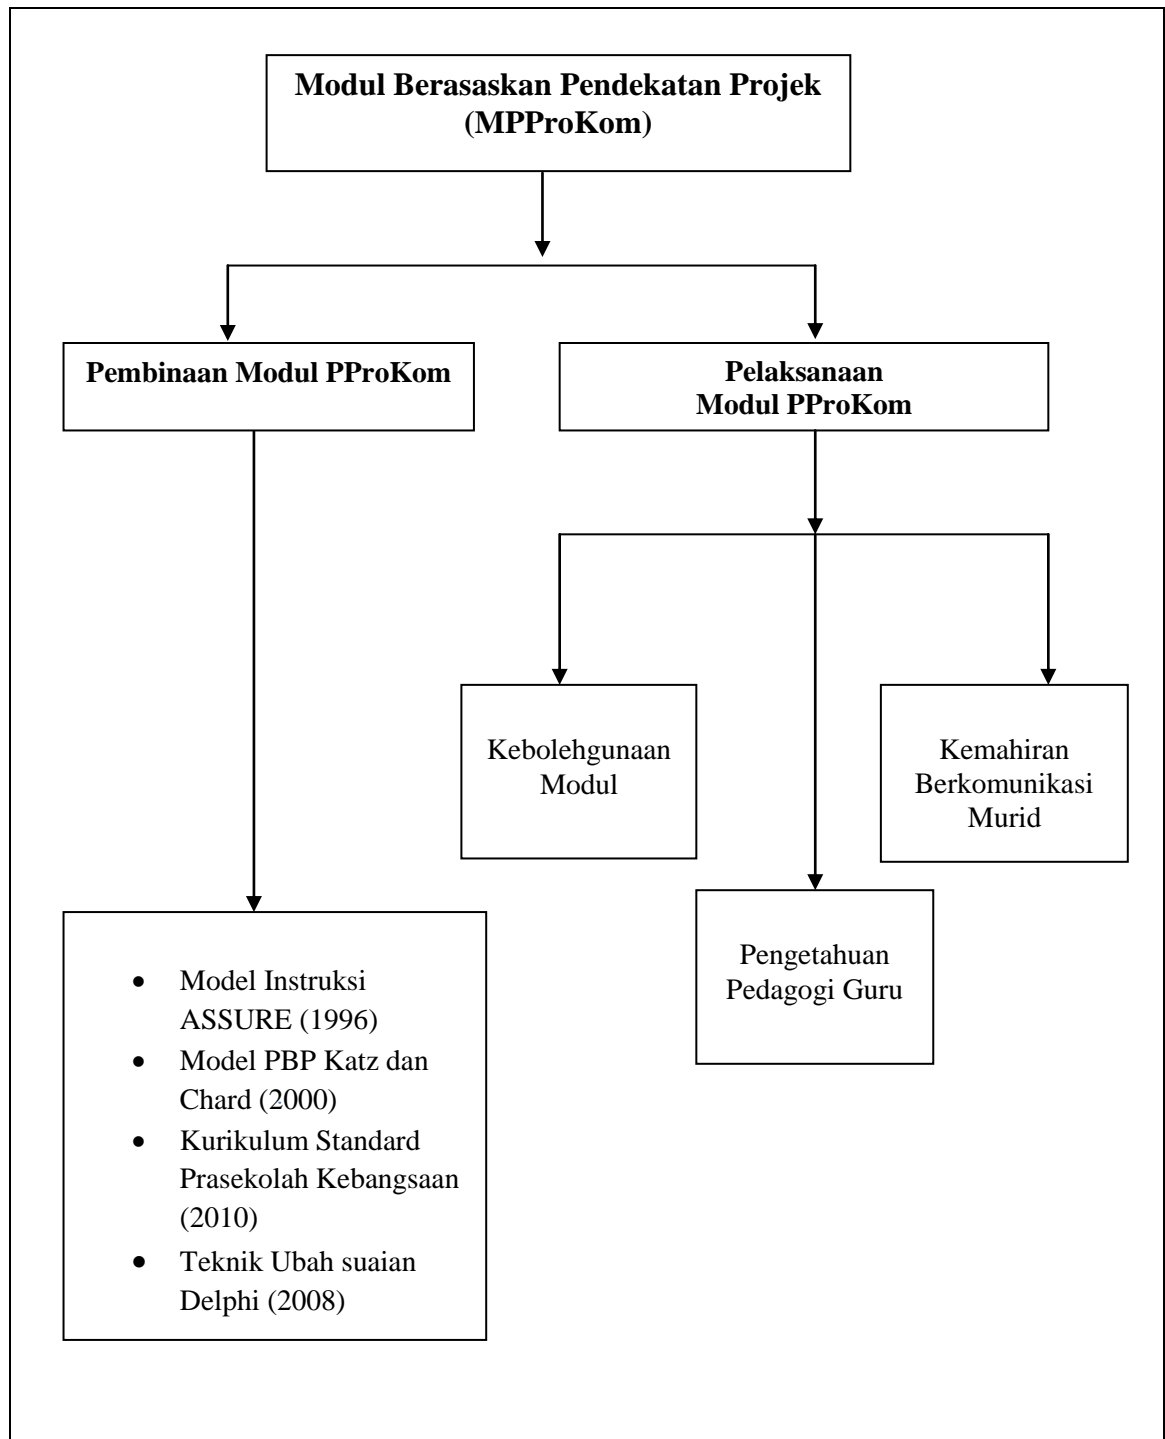 Modul Berasaskan Pendekatan Projek
(MPProKom)
Pembinaan Modul PProKom
Pelaksanaan
Modul PProKom
Kebolehgunaan
Modul
Kemahiran
Berkomunikasi
Murid
Pengetahuan
Pedagogi Guru
• Model Instruksi
ASSURE (1996)
• Model PBP Katz dan
Chard (2000)
• Kurikulum Standard
Prasekolah Kebangsaan
(2010)
• Teknik Ubah suaian
Delphi (2008)